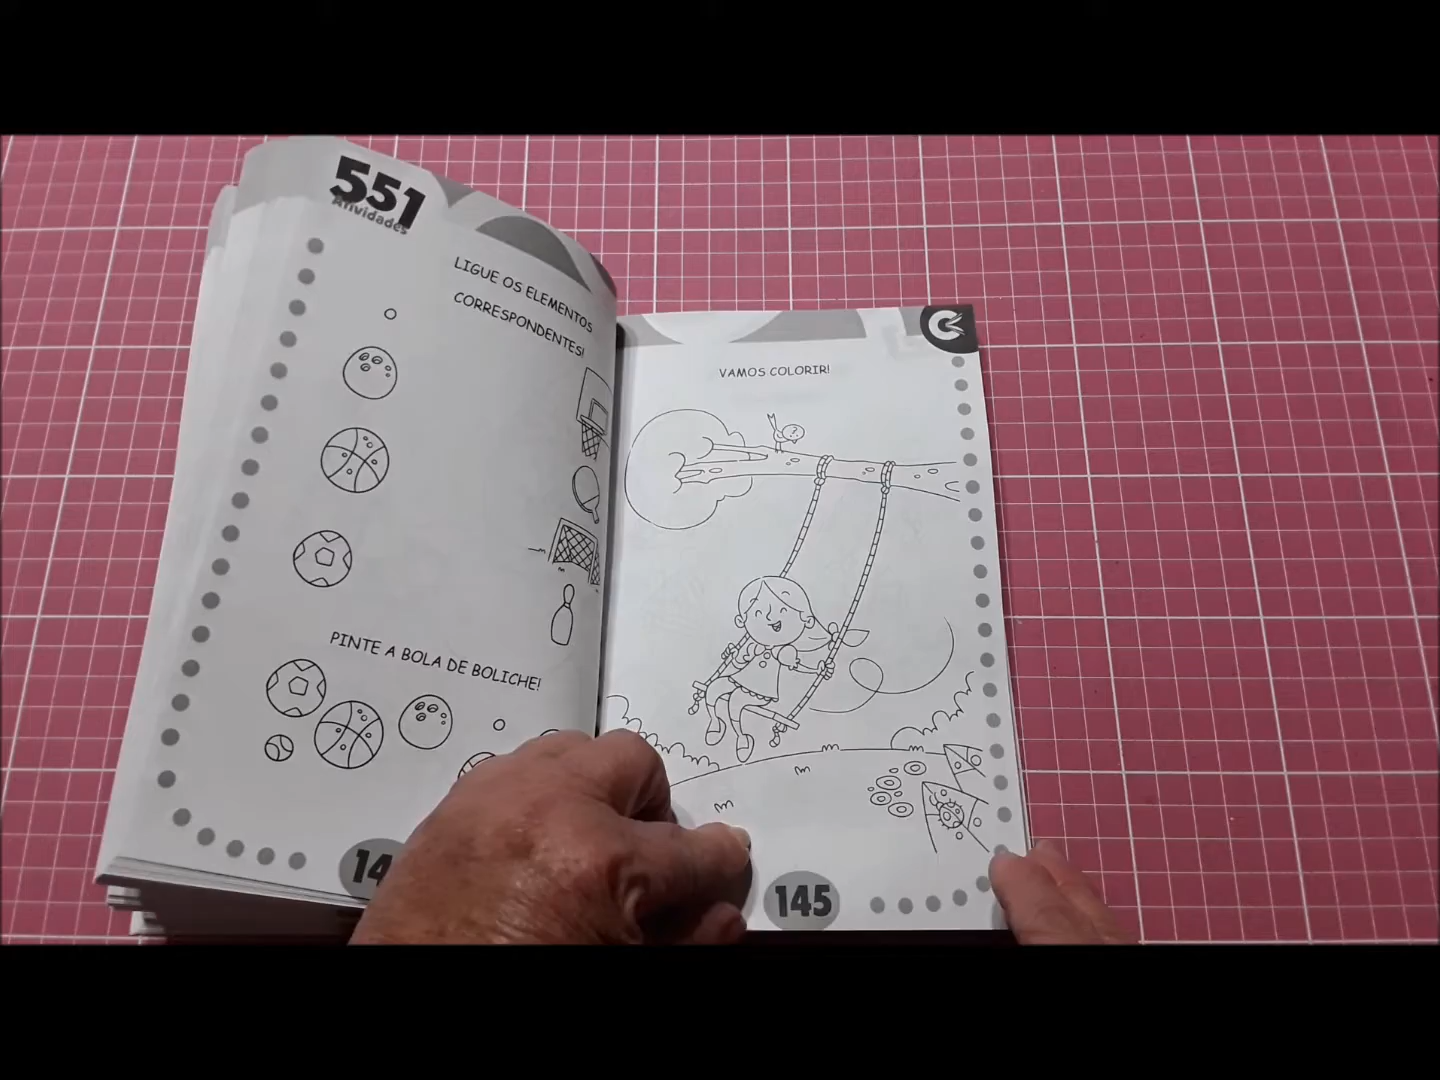 551
Atividades
LIGUE OS ELEMENTOS
CORRESPONDENTES!
PINTE A BOLA DE BOLICHE!
VAMOS COLORIR!
145